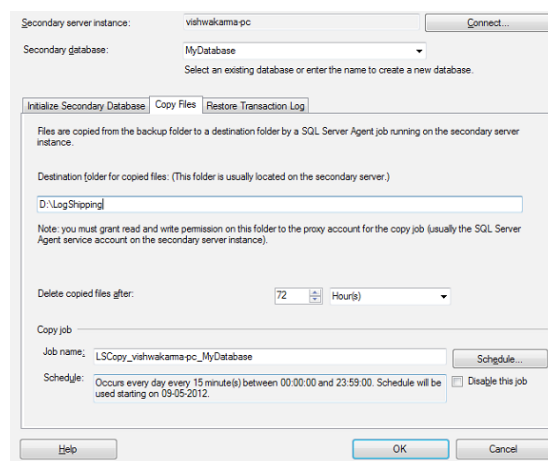 Secondary server instance: vishwakarma-pc Connect...
Secondary database: MyDatabase
Select an existing database or enter the name to create a new database.
Initialize Secondary Database Copy Files Restore Transaction Log
Files are copied from the backup folder to a destination folder by a SQL Server Agent job running on the secondary server
instance.
Destination folder for copied files: (This folder is usually located on the secondary server.)
D:\LogShipping
Note: you must grant read and write permission on this folder to the proxy account for the copy job (usually the SQL Server
Agent service account on the secondary server instance).
Delete copied files after: 72 Hour(s)
Copy job
Job name: LSCopy_vishwakarma-pc_MyDatabase Schedule...
Schedule: Occurs every day every 15 minute(s) between 00:00:00 and 23:59:00. Schedule will be Disable this job
used starting on 09-05-2012.
Help OK Cancel